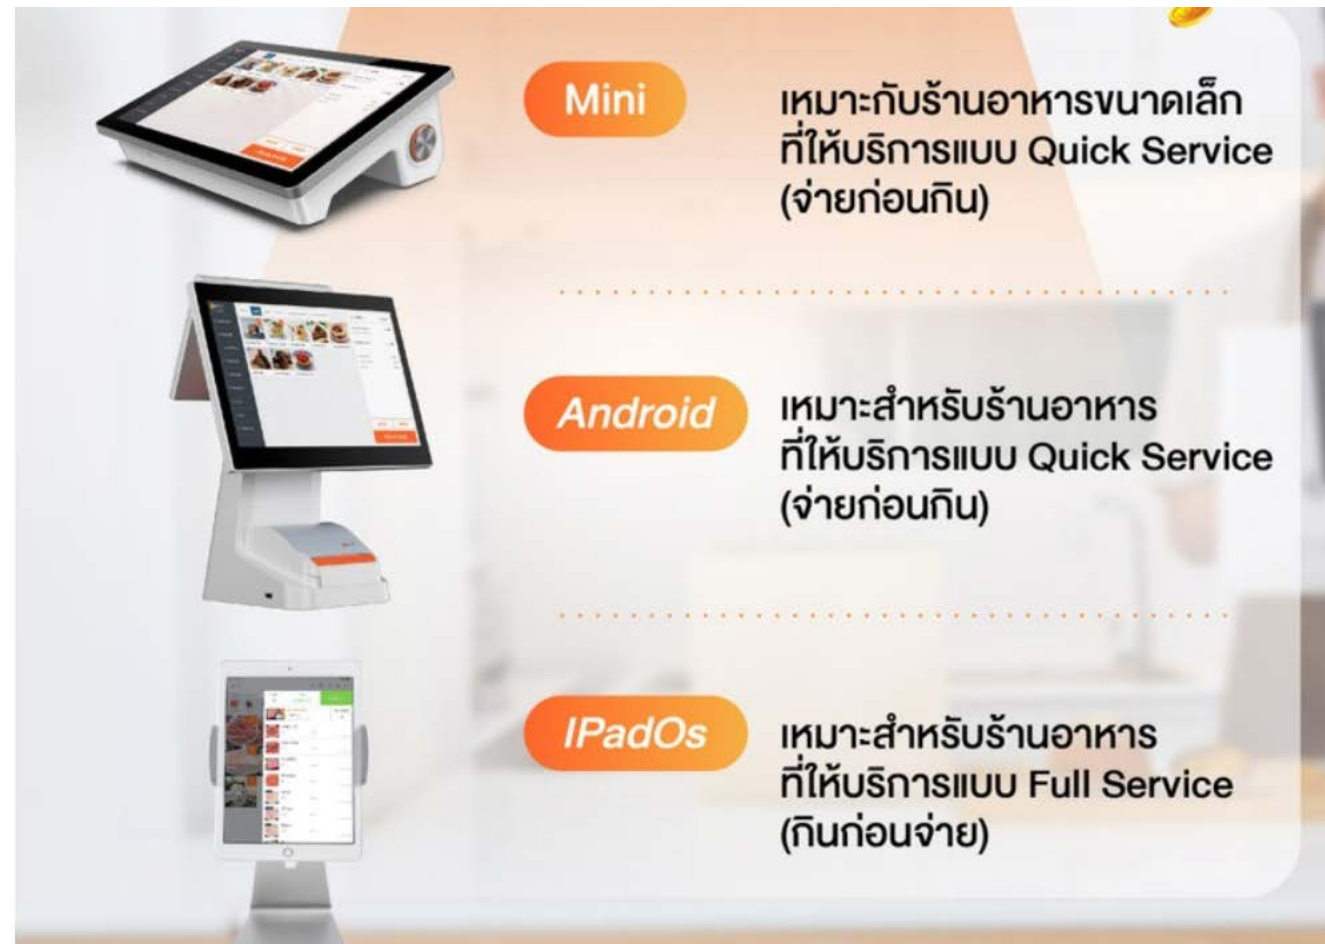 Mini
เหมาะกับร้านอาหารขนาดเล็ก
ที่ให้บริการแบบ Quick Service
(จ่ายก่อนกิน)
Android
เหมาะสำหรับร้านอาหาร
ที่ให้บริการแบบ Quick Service
(จ่ายก่อนกิน)
IPadOs
เหมาะสำหรับร้านอาหาร
ที่ให้บริการแบบ Full Service
(กินก่อนจ่าย)